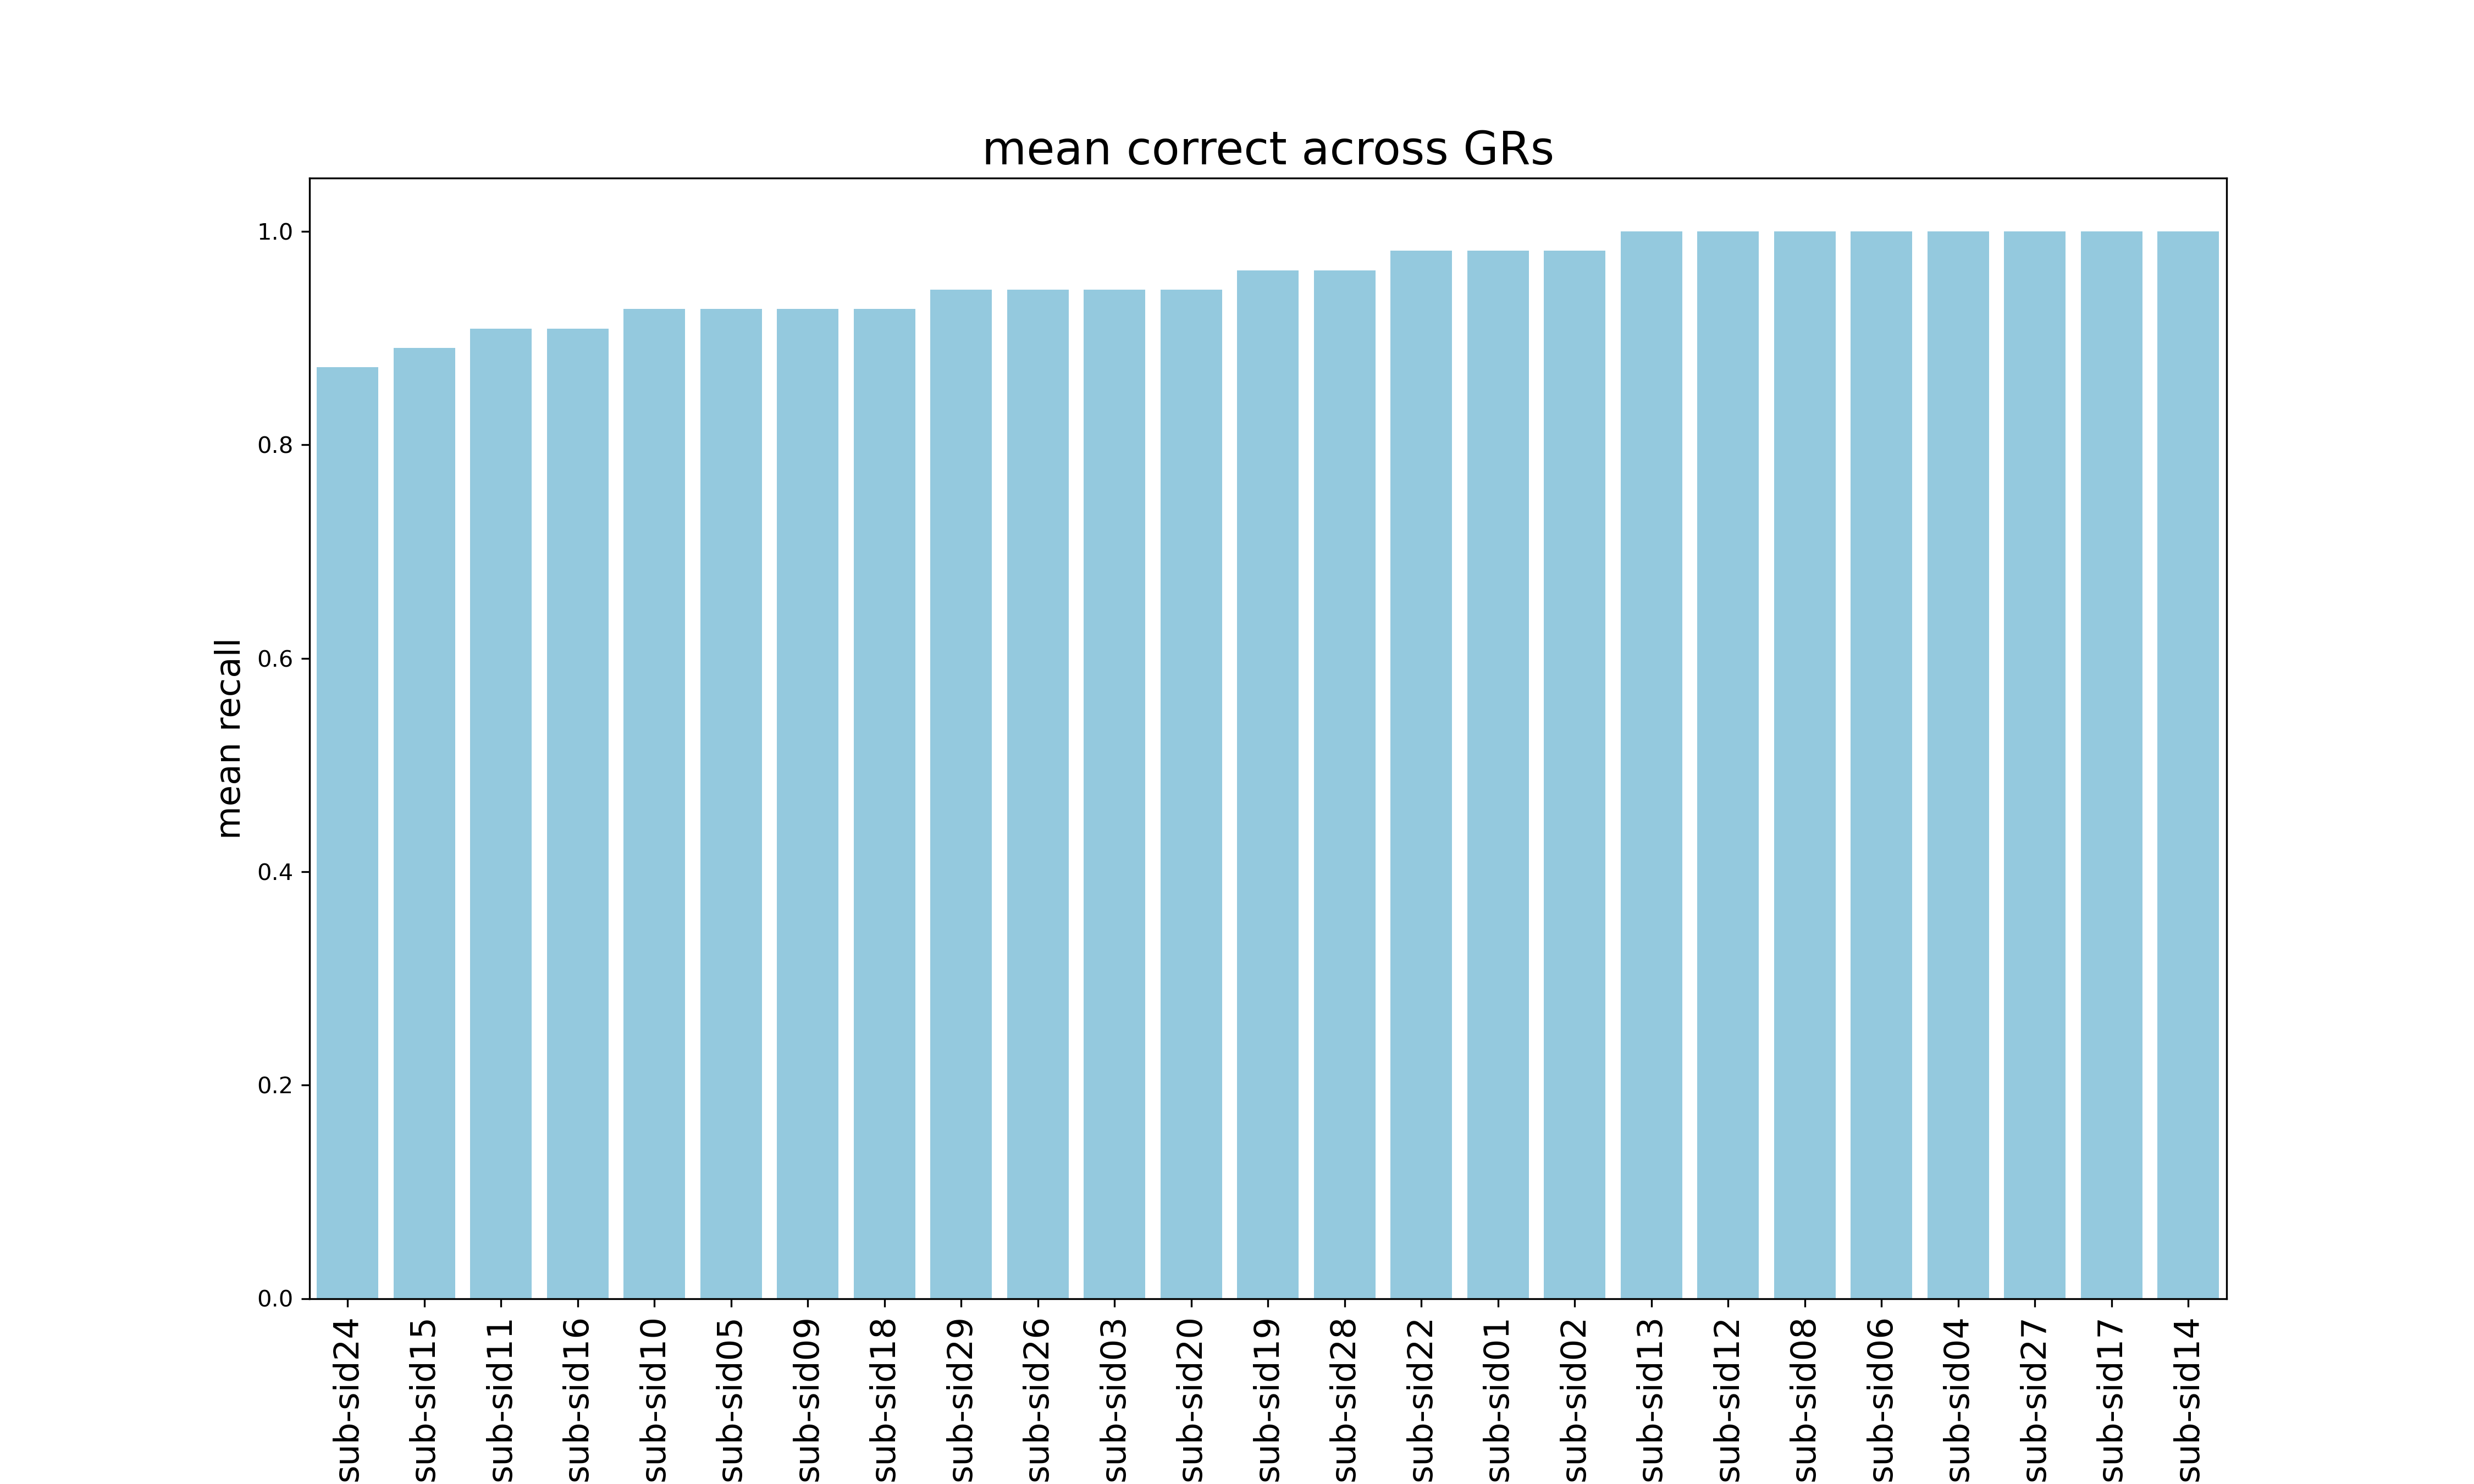 mean correct across GRs
mean recall
1.0
0.8
0.6
0.4
0.2
0.0
sub-sid24
sub-sid15
sub-sid11
sub-sid16
sub-sid10
sub-sid05
sub-sid09
sub-sid18
sub-sid29
sub-sid26
sub-sid03
sub-sid20
sub-sid19
sub-sid28
sub-sid22
sub-sid01
sub-sid02
sub-sid13
sub-sid12
sub-sid08
sub-sid06
sub-sid04
sub-sid27
sub-sid17
sub-sid14